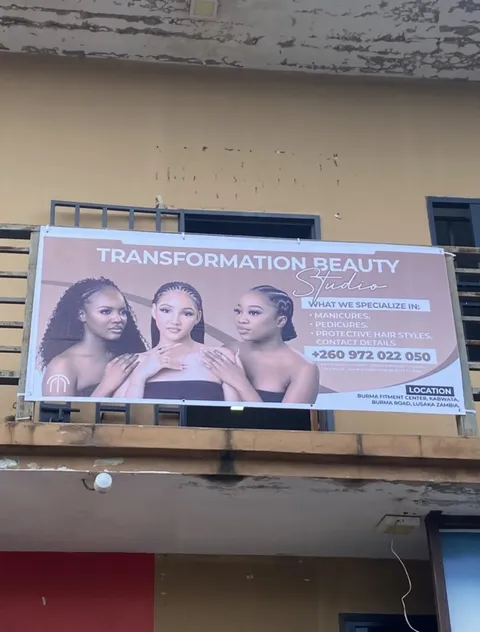 TRANSFORMATION BEAUTY
Studio
WHAT WE SPECIALIZE IN:
• MANICURES.
• PEDICURES.
• PROTECTIVE HAIR STYLES.
CONTACT DETAILS.
+260 972 022 050
LOCATION
BURMA FITMENT CENTER, KABWATA,
BURMA ROAD, LUSAKA ZAMBIA.